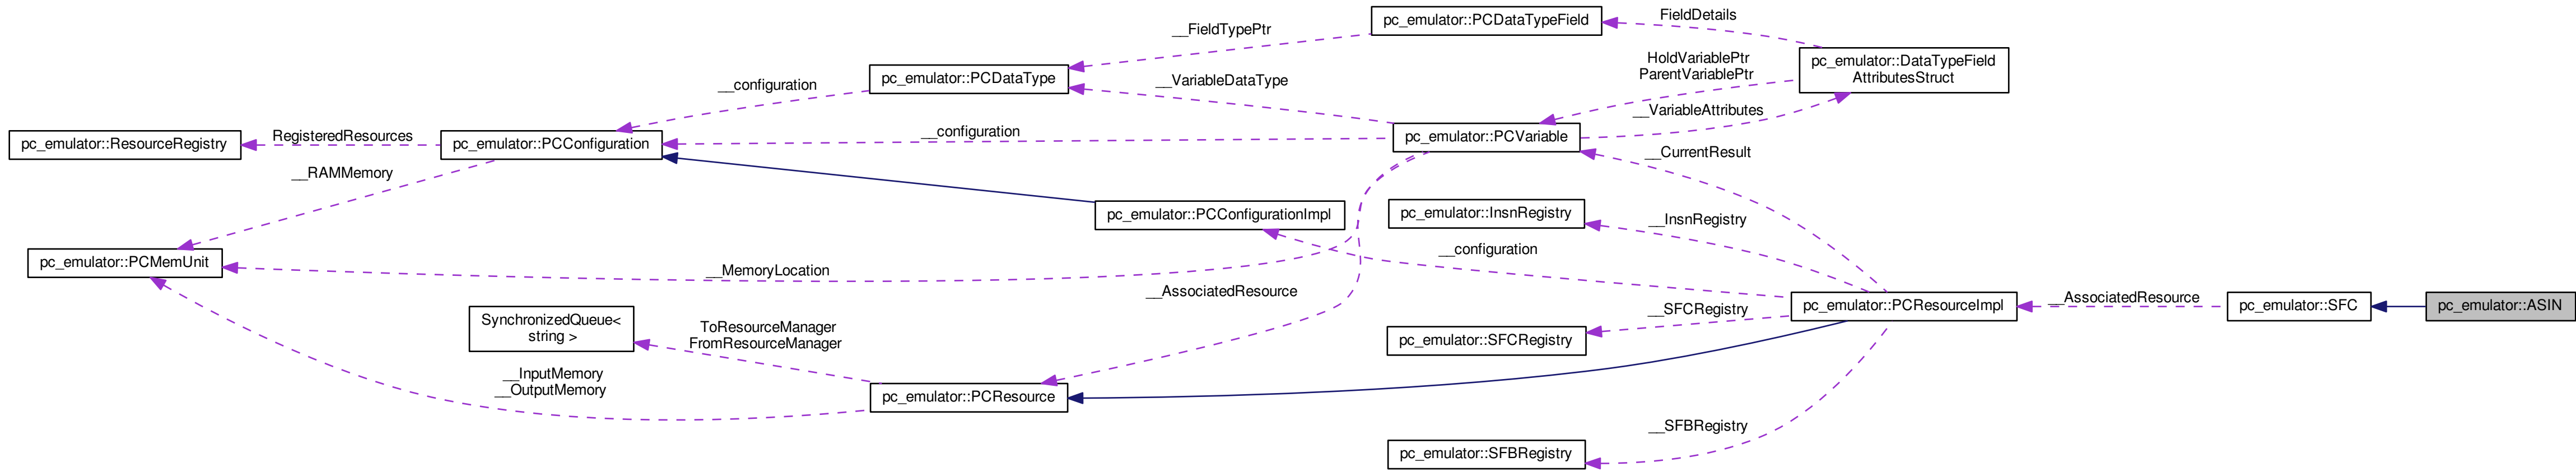 pc_emulator::PCDataTypeField
FieldDetails
__FieldTypePtr
HoldVariablePtr
ParentVariablePtr
pc_emulator::DataTypeField
AttributesStruct
pc_emulator::PCDataType
__configuration
__VariableDataType
__VariableAttributes
pc_emulator::ResourceRegistry
RegisteredResources
pc_emulator::PCConfiguration
__configuration
pc_emulator::PCVariable
__CurrentResult
__RAMMemory
pc_emulator::PCConfigurationImpl
pc_emulator::InsnRegistry
__InsnRegistry
__configuration
pc_emulator::PCMemUnit
__MemoryLocation
__AssociatedResource
pc_emulator::PCResourceImpl
__AssociatedResource
pc_emulator::SFC
pc_emulator::ASIN
SynchronizedQueue<
string >
ToResourceManager
FromResourceManager
__SFCRegistry
pc_emulator::SFCRegistry
__InputMemory
__OutputMemory
pc_emulator::PCResource
__SFBRegistry
pc_emulator::SFBRegistry